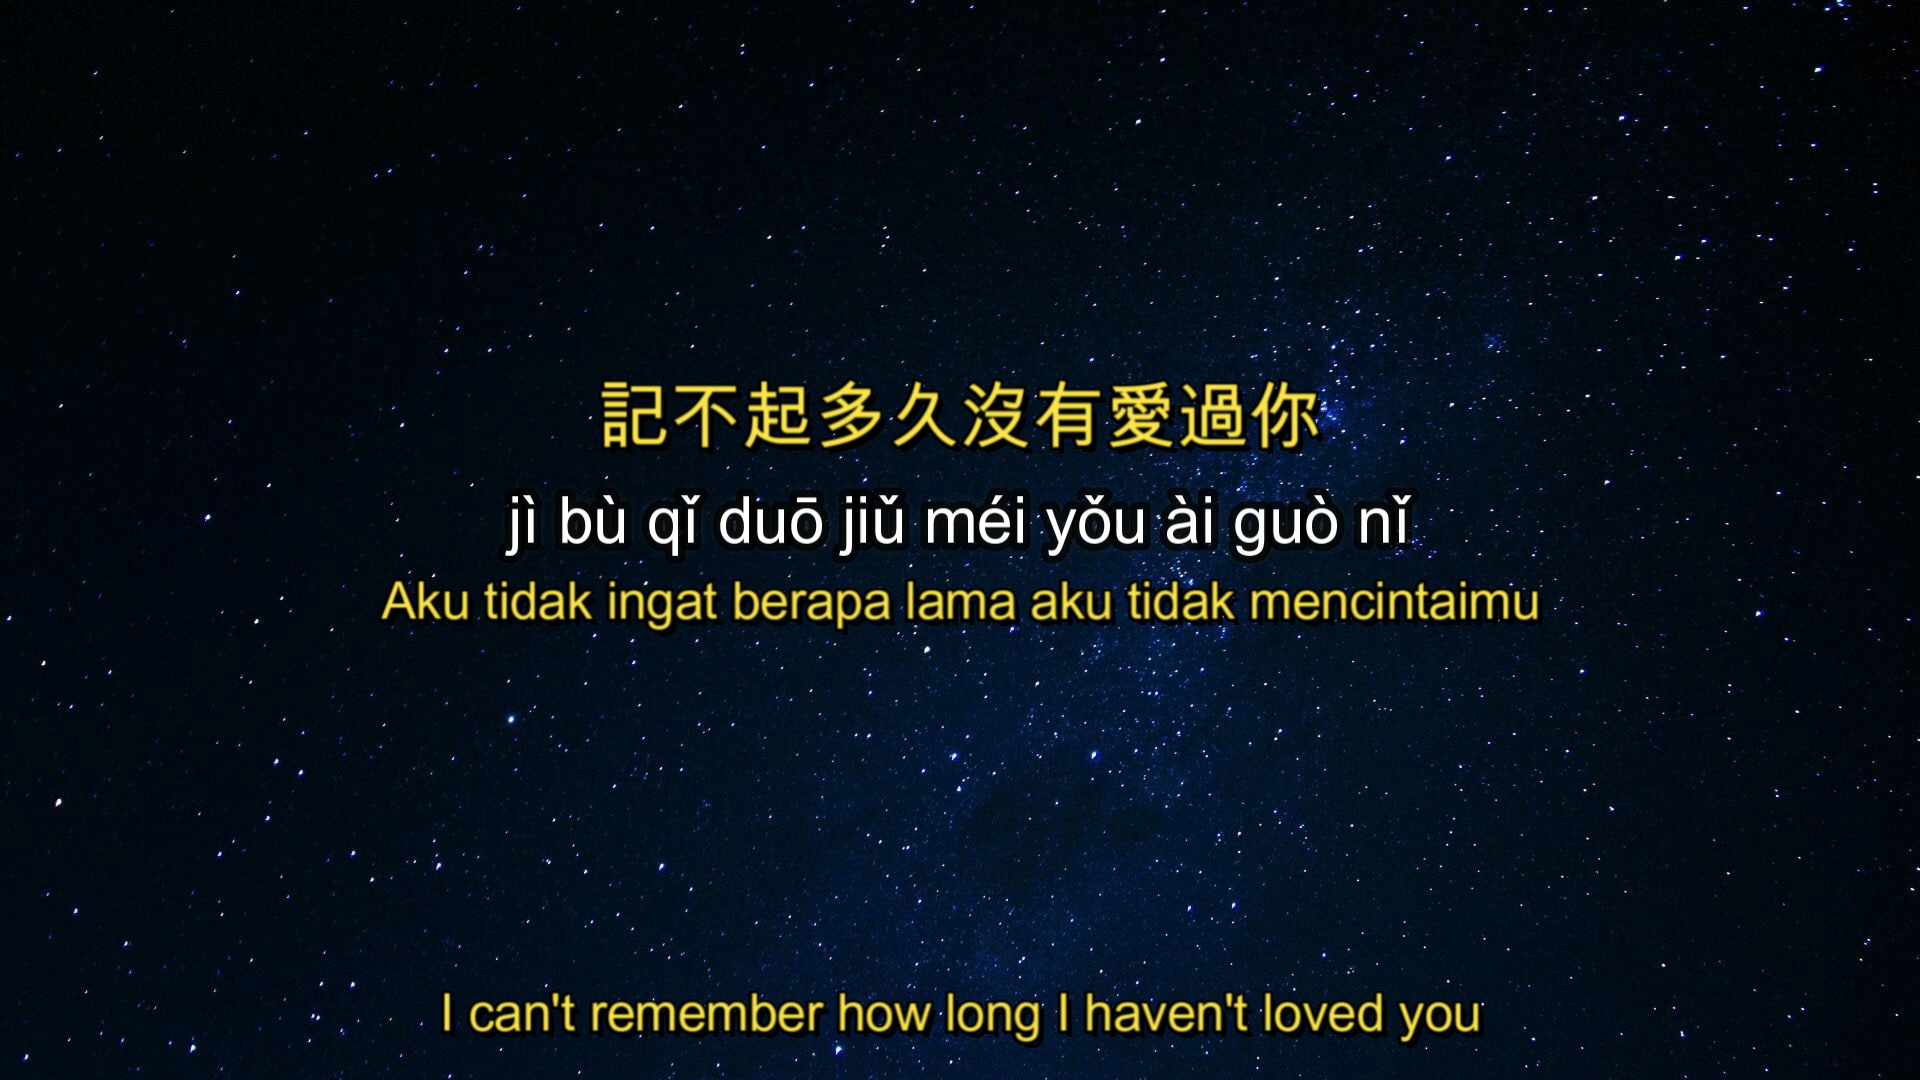 記不起多久沒有愛過你
jì bù qǐ duō jiǔ méi yǒu ài guò nǐ
Aku tidak ingat berapa lama aku tidak mencintaimu
I can't remember how long I haven't loved you